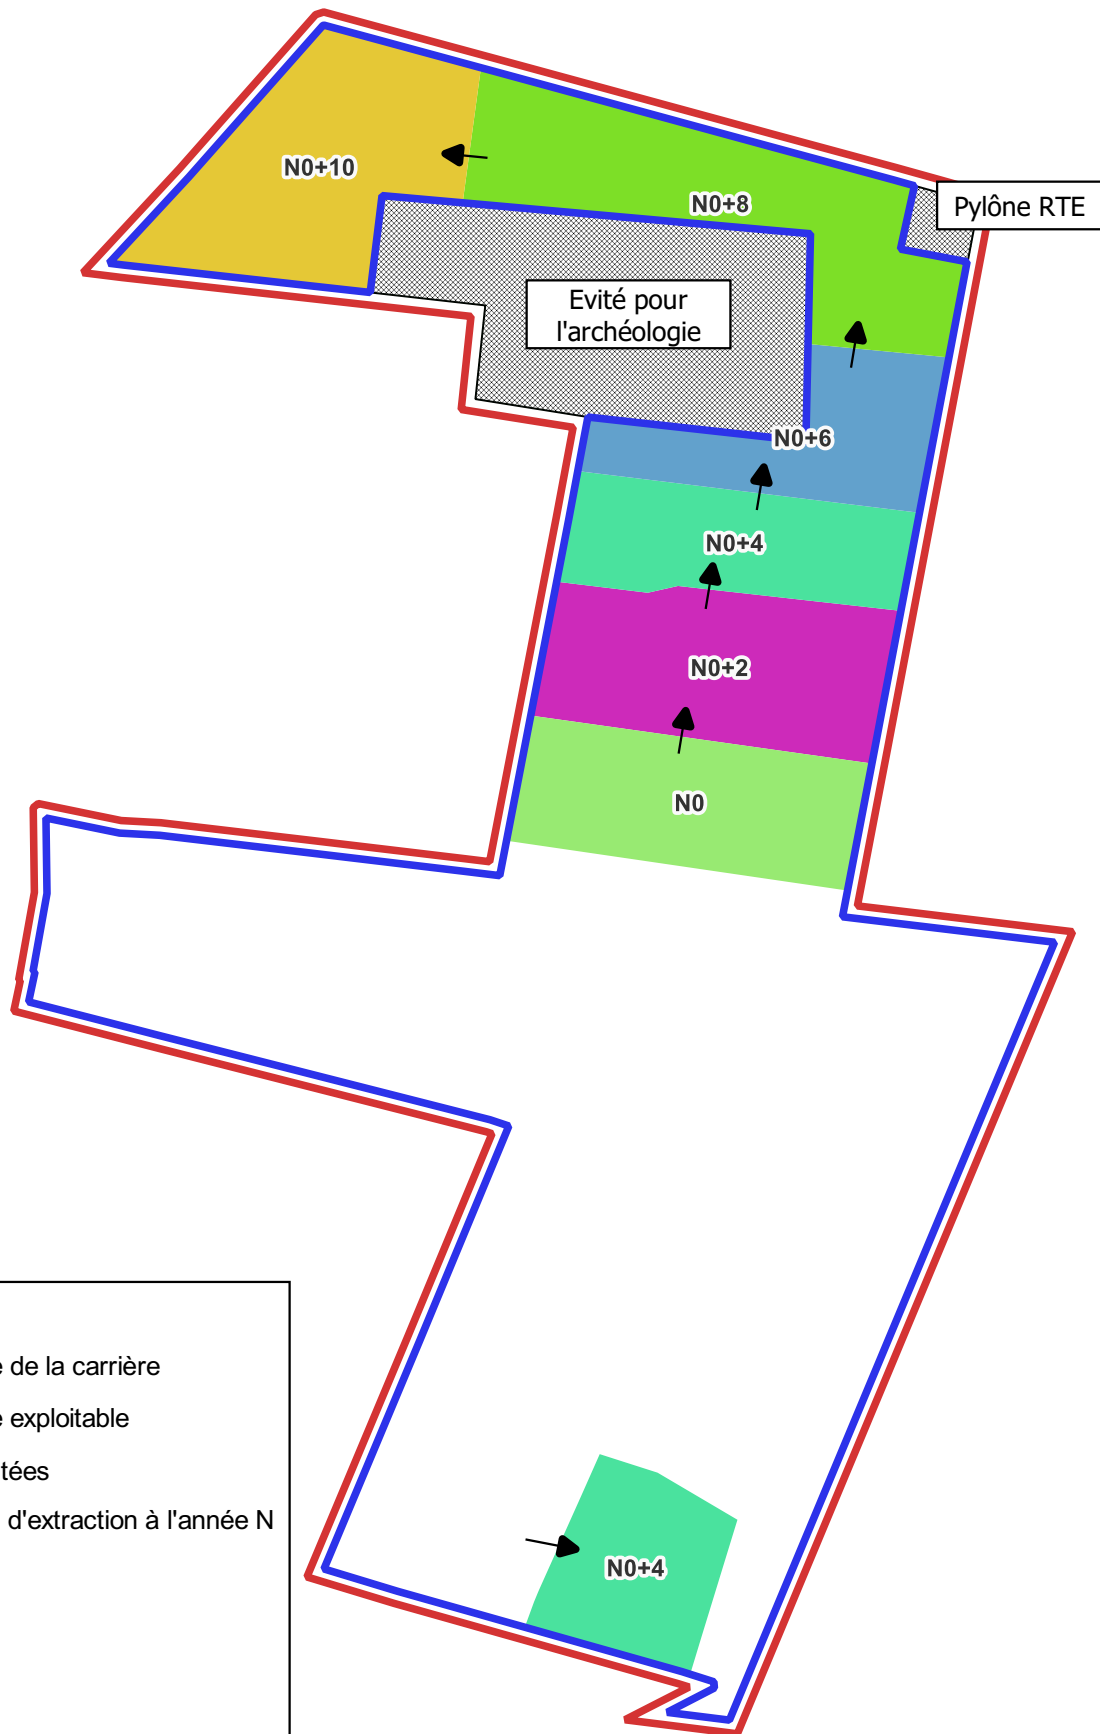 N0+10
N0+8
Pylône RTE
Evité pour
l'archéologie
N0+6
N0+4
N0+2
N0
de la carrière
exploitable
d'extraction à l'année N
N0+4